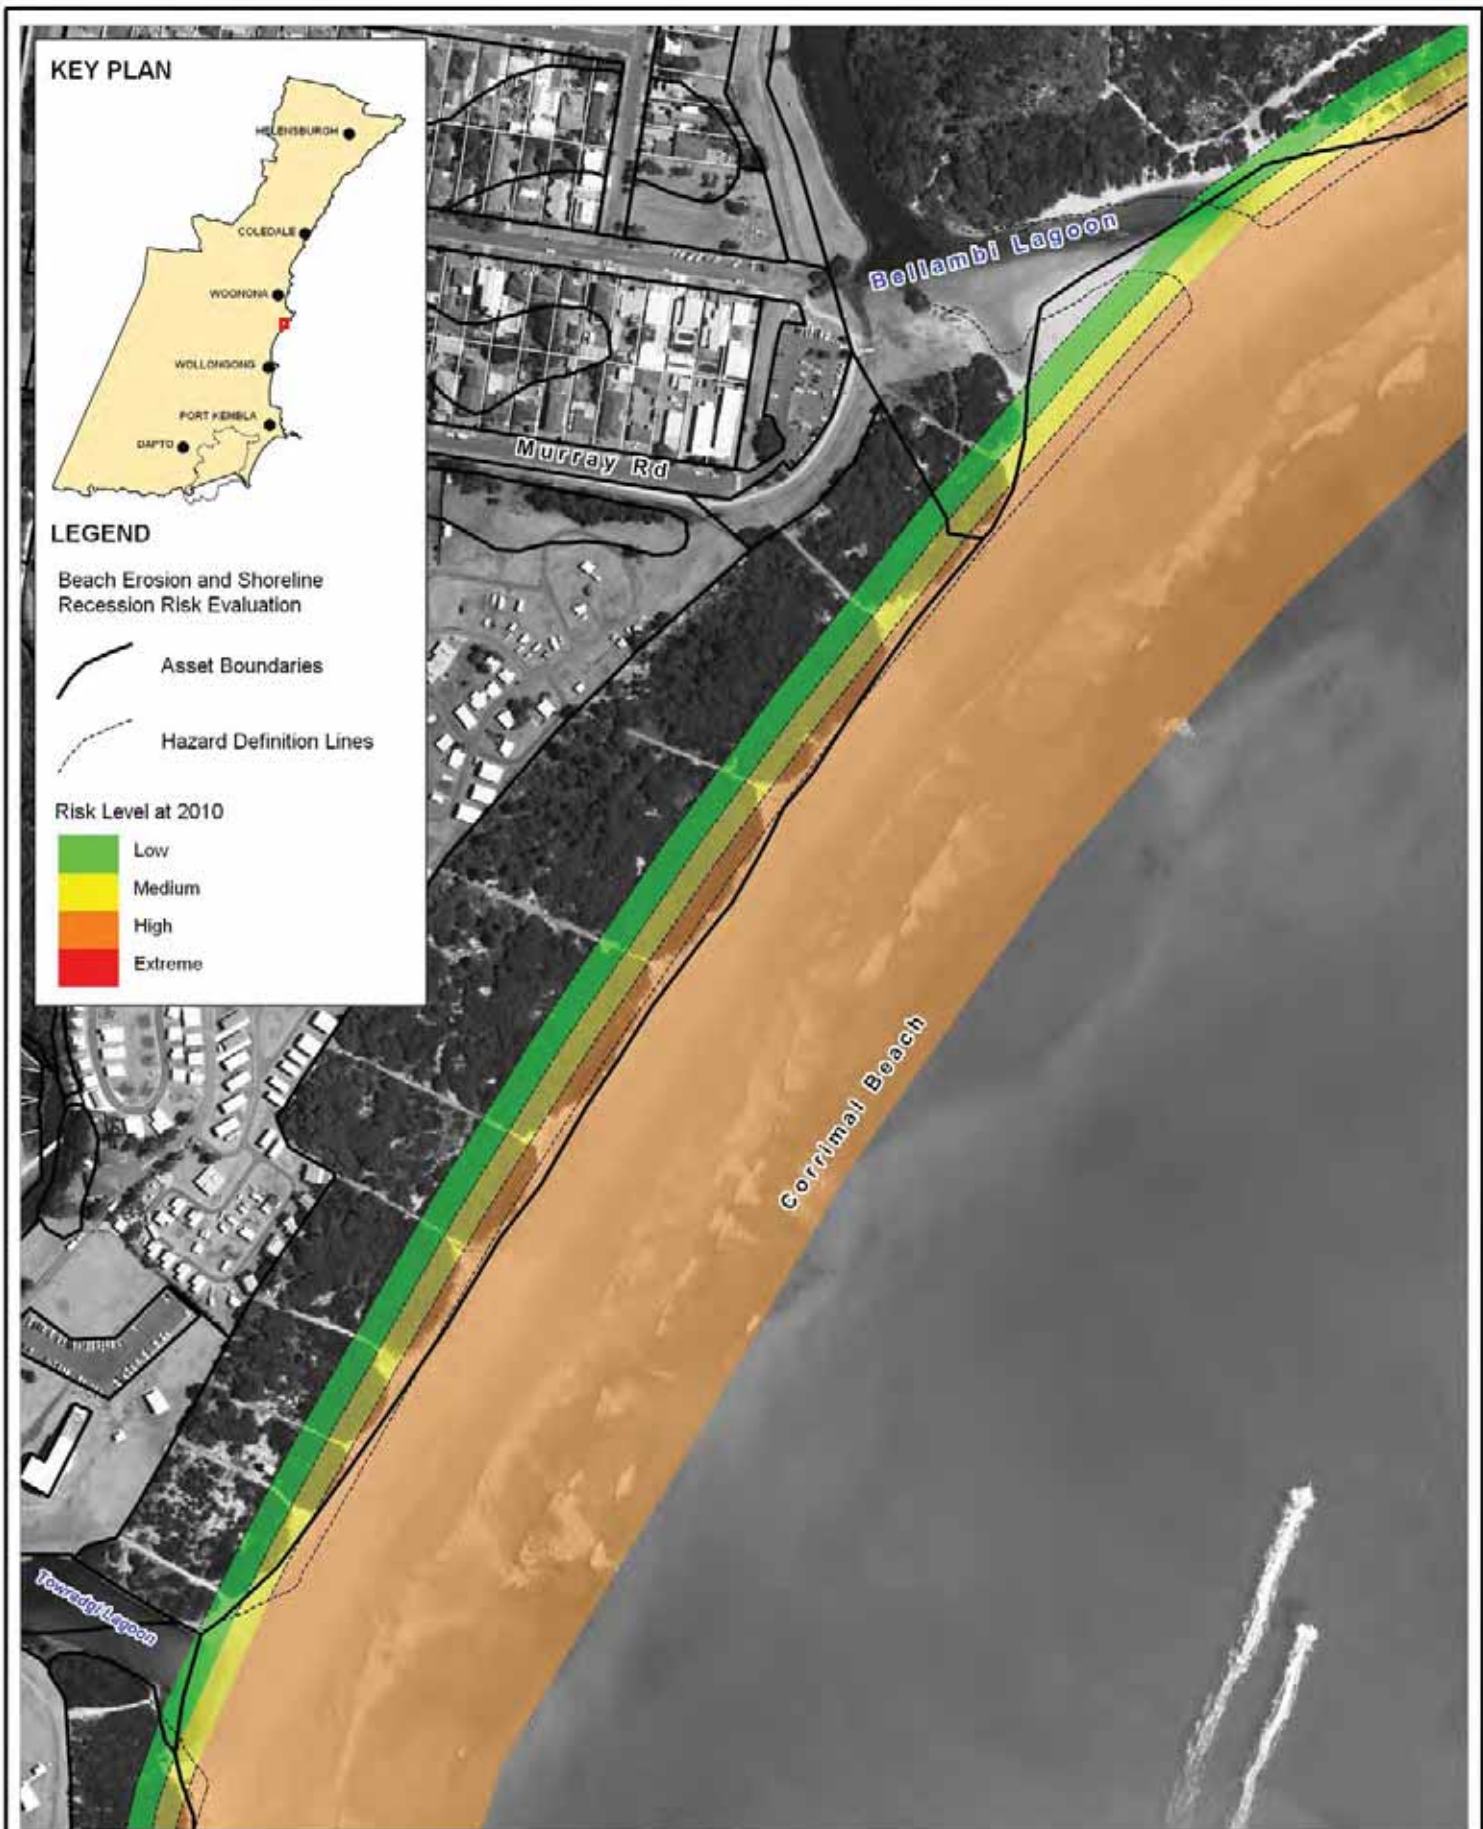 KEY PLAN
HELENSBURGH
COLEDALE
WOONONA
WOLLONGONG
PORT KEMBLA
DAPTO
LEGEND
Beach Erosion and Shoreline
Recession Risk Evaluation
Asset Boundaries
Hazard Definition Lines
Risk Level at 2010
Low
Medium
High
Extreme
Bellambi Lagoon
Murray Rd
Corrimal Beach
Towradgi Lagoon